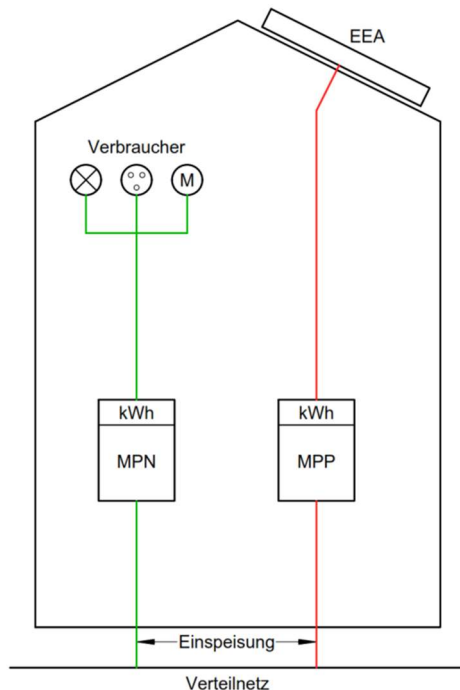 EEA
Verbraucher
M
kWh
MPN
kWh
MPP
Einspeisung
Verteilnetz